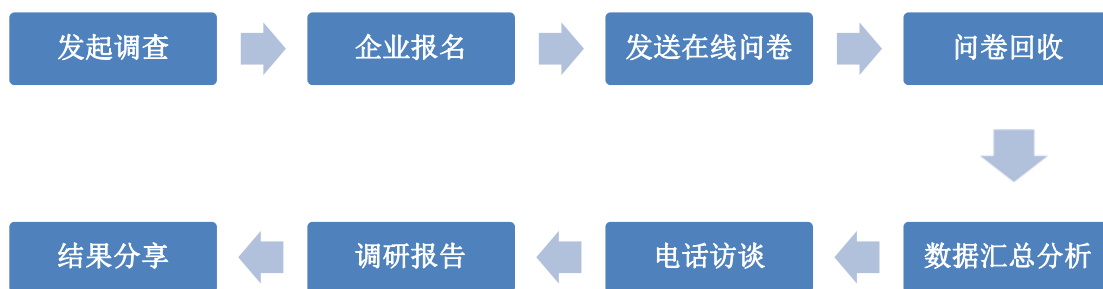 发起调查
企业报名
发送在线问卷
问卷回收
数据汇总分析
电话访谈
调研报告
结果分享